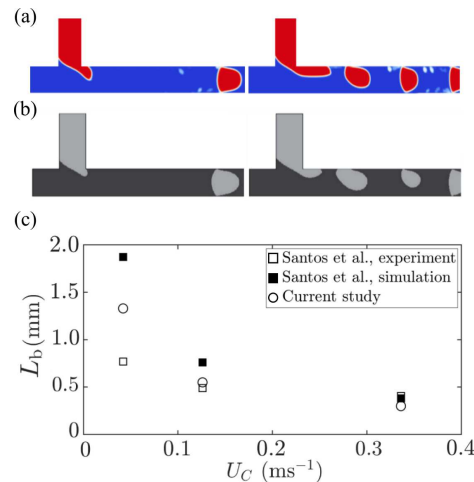 (a)
(b)
(c)
2.0
1.5
1.0
0.5
0
L_b(mm)
Santos et al., experiment
Santos et al., simulation
Current study
0 0.1 0.2 0.3 0.4
U_C (ms⁻¹)